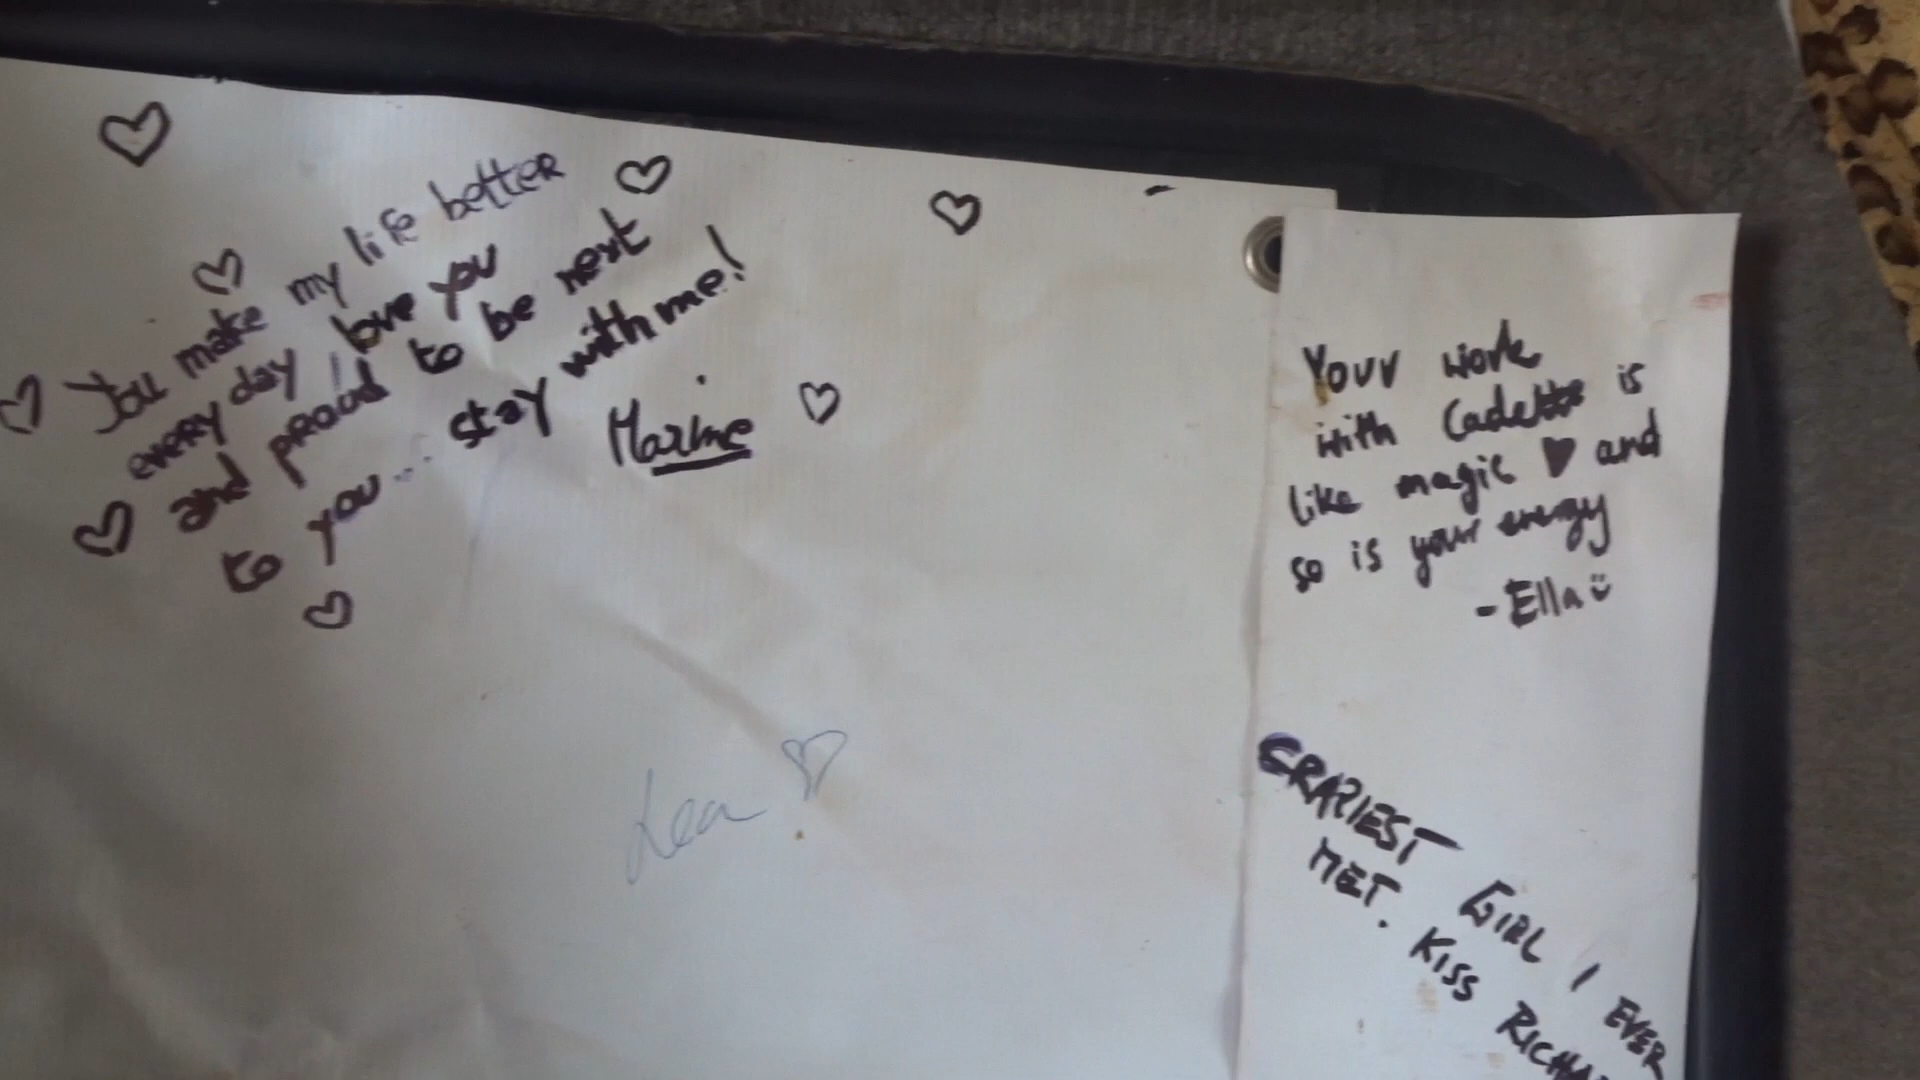 You make my life better
every day, love you
and proud to be next
to you... stay with me!
Maxime
Lea
Your work
with Cadette is
like magic ♥ and
so is your energy
- Ella
CRAZIEST GIRL I EVER
MET. KISS